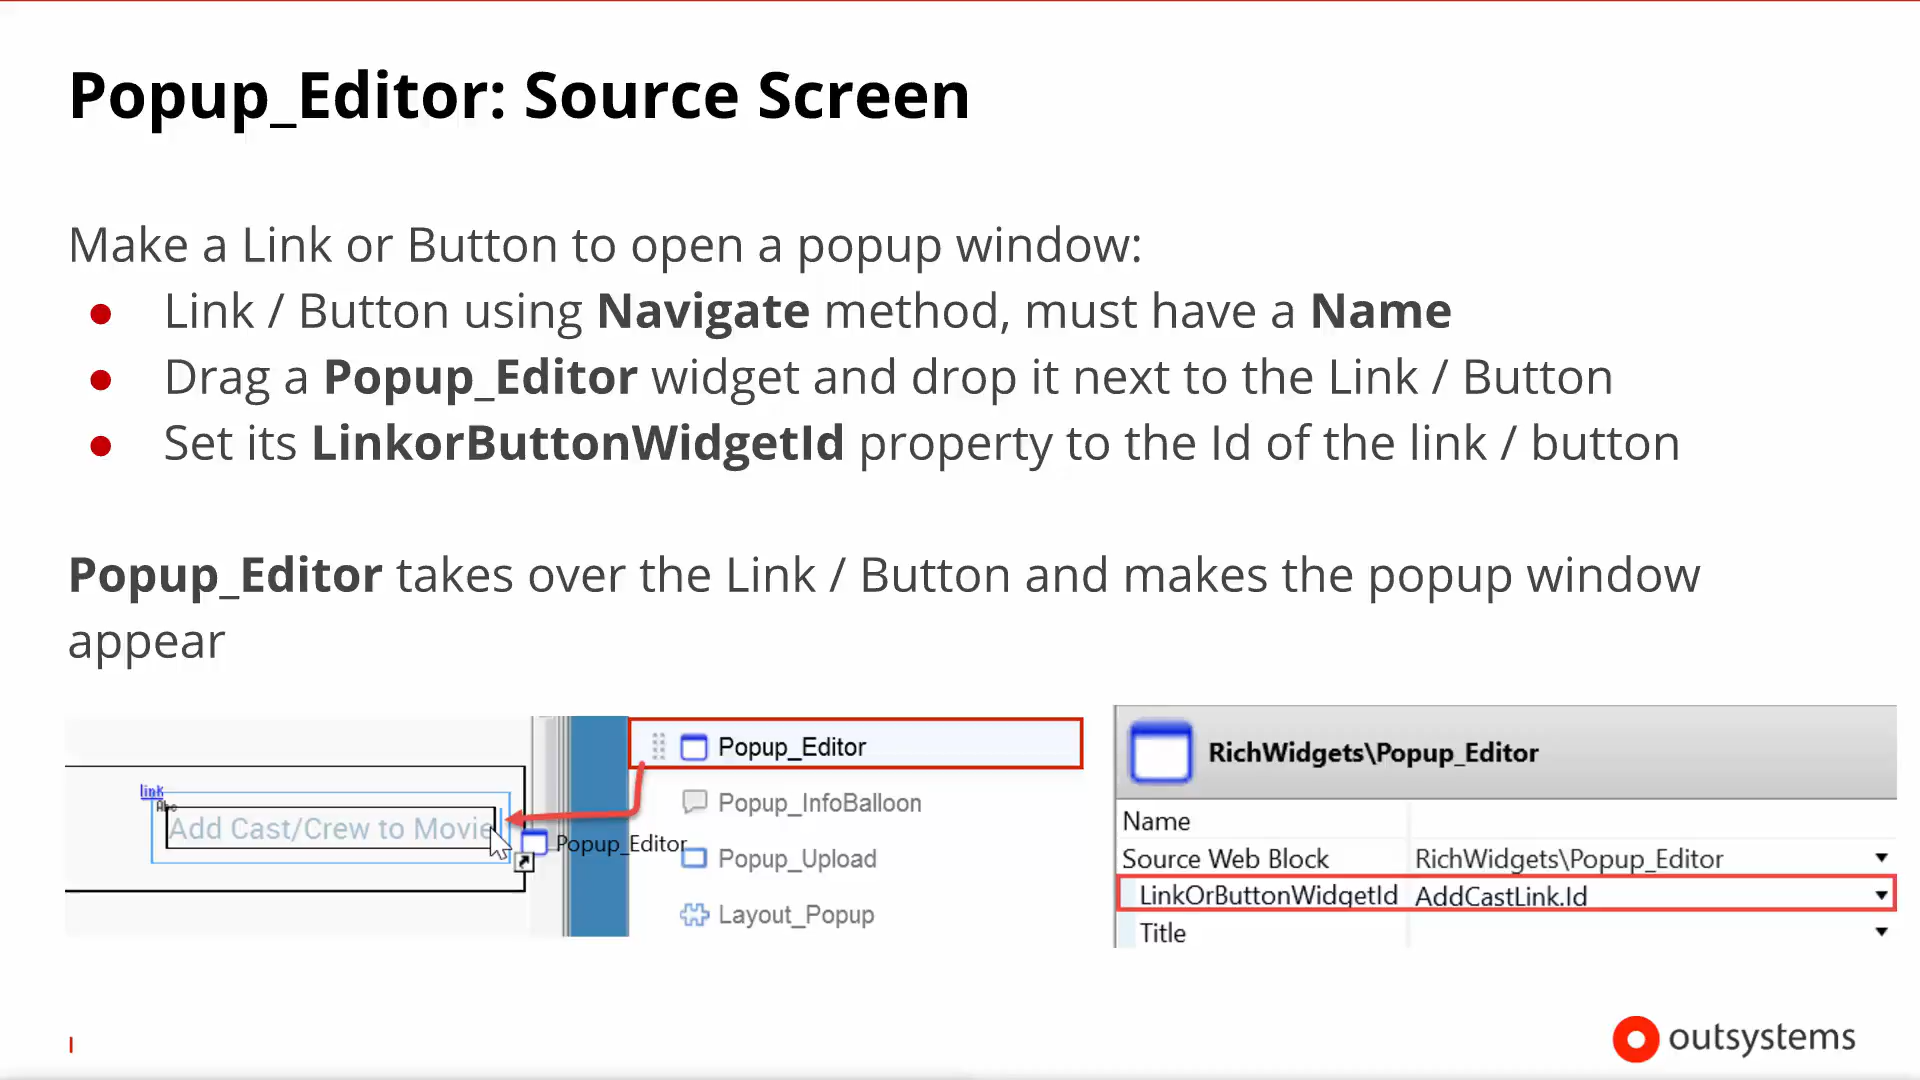 Popup_Editor: Source Screen
Make a Link or Button to open a popup window:
● Link / Button using Navigate method, must have a Name
● Drag a Popup_Editor widget and drop it next to the Link / Button
● Set its LinkorButtonWidgetId property to the Id of the link / button
Popup_Editor takes over the Link / Button and makes the popup window
appear
link
Abc
Add Cast/Crew to Movie
Popup_Editor
Popup_Editor
Popup_InfoBalloon
Popup_Upload
Layout_Popup
RichWidgets\Popup_Editor
Name
Source Web Block RichWidgets\Popup_Editor
LinkOrButtonWidgetId AddCastLink.Id
Title
outsystems